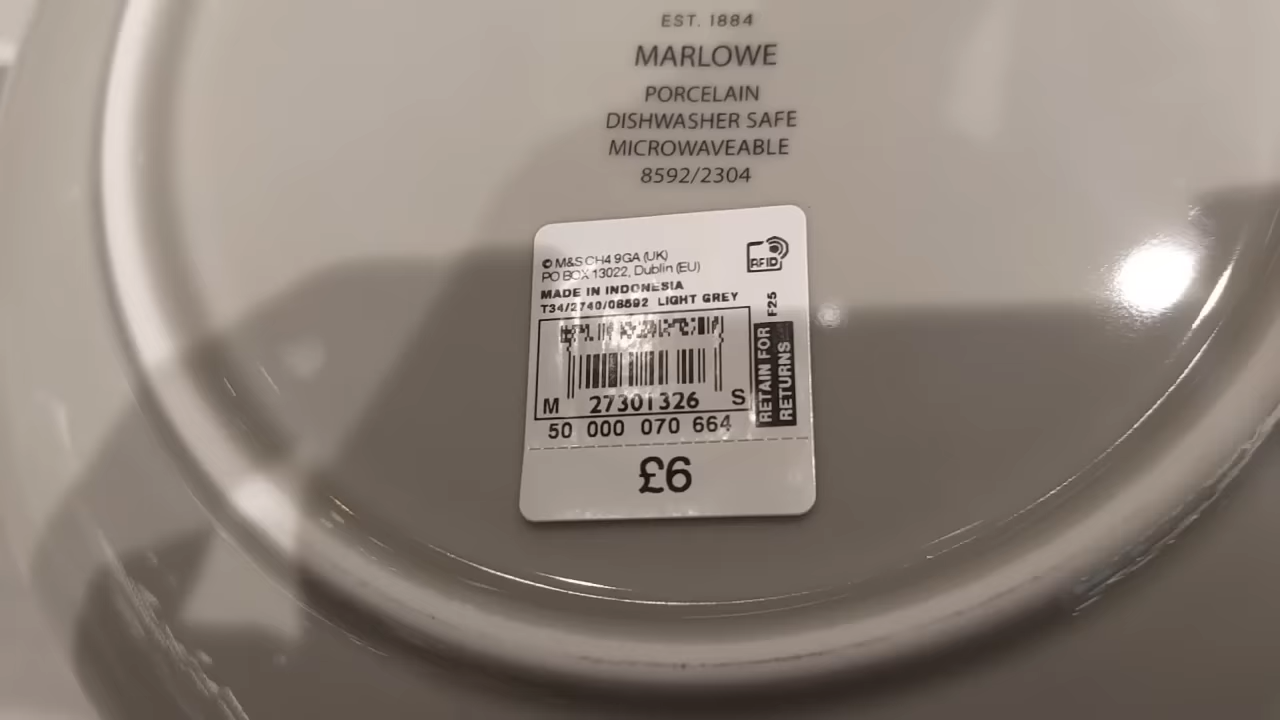 EST. 1884
MARLOWE
PORCELAIN
DISHWASHER SAFE
MICROWAVEABLE
8592/2304
© M&S CH4 9GA (UK)
PO BOX 13022, Dublin (EU)
RFID
MADE IN INDONESIA
T34/2740/08592 LIGHT GREY
F25
RETAIN FOR
RETURNS
M 27301326 S
50 000 070 664
£6